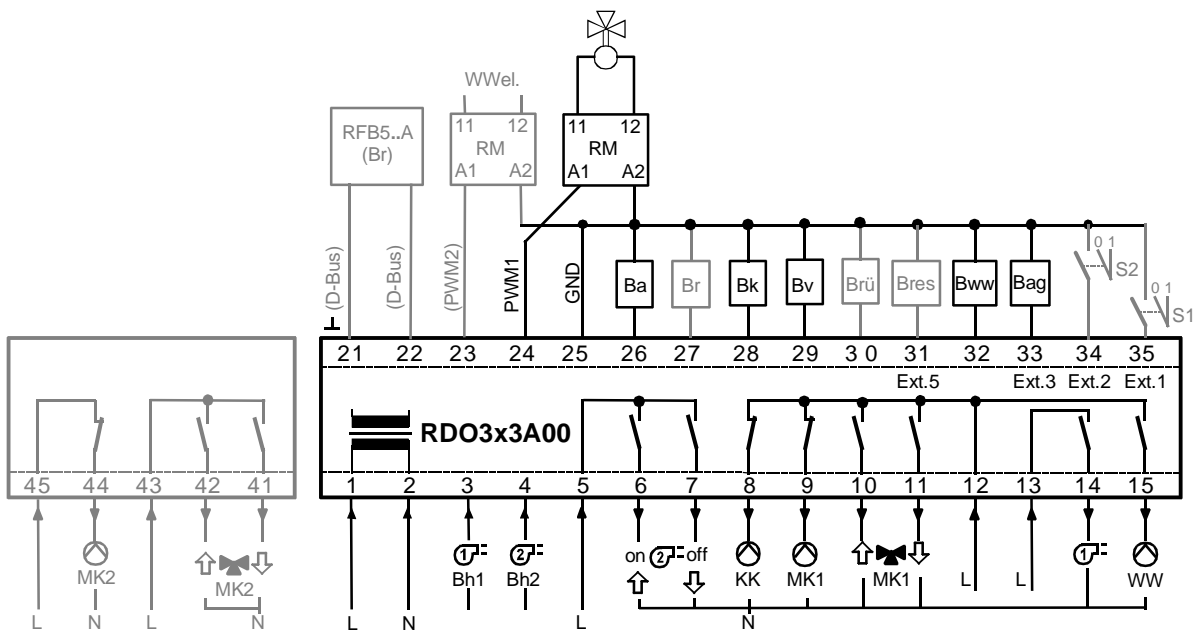 WWel.
11 12
RM
A1 A2
11 12
RM
A1 A2
RFB5..A
(Br)
(D-Bus) (D-Bus) (PWM2) PWM1 GND
Ba Br Bk Bv Brü Bres Bww Bag
0 1
S2
0 1
S1
21 22 23 24 25 26 27 28 29 3 0 31 32 33 34 35
Ext.5 Ext.3 Ext.2 Ext.1
RDO3x3A00
45 44 43 42 41
1 2 3 4 5 6 7 8 9 10 11 12 13 14 15
MK2 MK2
1 2 on 2 off 1
Bh1 Bh2 KK MK1 MK1 L L WW
L N L N
L N L N